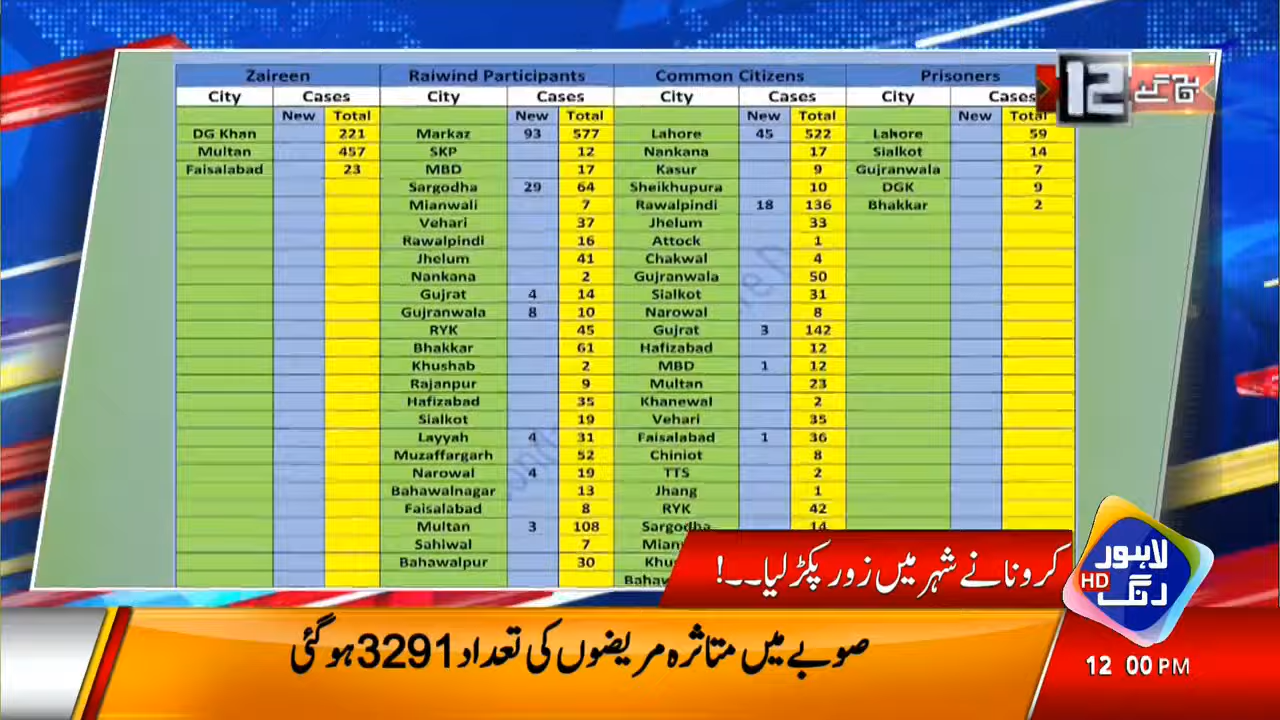 Zaireen Raiwind Participants Common Citizens Prisoners
City Cases City Cases City Cases City Cases
New Total New Total New Total New Total
DG Khan 221 Markaz 93 577 Lahore 45 522 Lahore 59
Multan 457 SKP 12 Nankana 17 Sialkot 14
Faisalabad 23 MBD 17 Kasur 9 Gujranwala 7
Sargodha 29 64 Sheikhupura 10 DGK 9
Mianwali 7 Rawalpindi 18 136 Bhakkar 2
Vehari 37 Jhelum 33
Rawalpindi 16 Attock 1
Jhelum 41 Chakwal 4
Nankana 2 Gujranwala 50
Gujrat 4 14 Sialkot 31
Gujranwala 8 10 Narowal 8
RYK 45 Gujrat 3 142
Bhakkar 61 Hafizabad 12
Khushab 2 MBD 1 12
Rajanpur 9 Multan 23
Hafizabad 35 Khanewal 2
Sialkot 19 Vehari 35
Layyah 4 31 Faisalabad 1 36
Muzaffargarh 52 Chiniot 8
Narowal 4 19 TTS 2
Bahawalnagar 13 Jhang 1
Faisalabad 8 RYK 42
Multan 3 108 Sargodha 14
Sahiwal 7
Bahawalpur 30
12 بج گئے
کرونا نے شہر میں زور پکڑ لیا۔۔!
لاہور
HD رنگ
صوبے میں متاثرہ مریضوں کی تعداد 3291 ہو گئی
12 00 PM